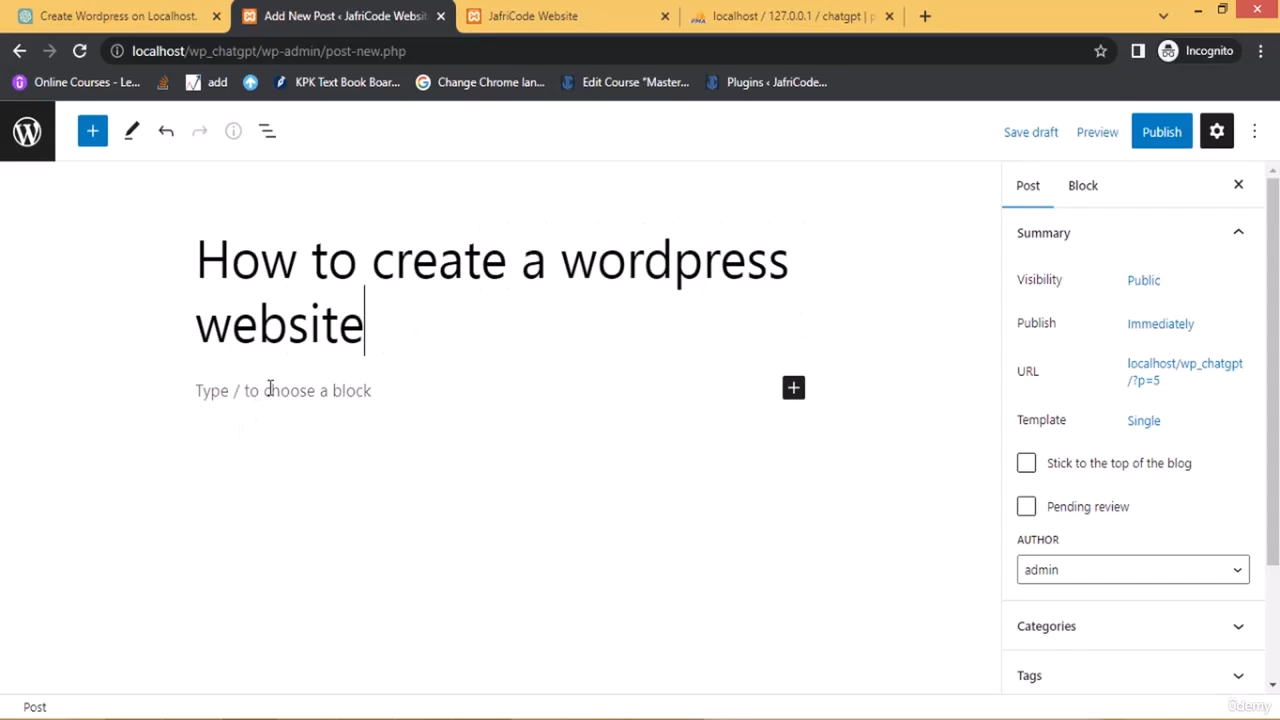 Create Wordpress on Localhost.
Add New Post ‹ JafriCode Websit
JafriCode Website
localhost / 127.0.0.1 / chatgpt | p
localhost/wp_chatgpt/wp-admin/post-new.php
Incognito
Online Courses - Le...
add
KPK Text Book Boar...
Change Chrome lan...
Edit Course "Master...
Plugins ‹ JafriCode...
Save draft
Preview
Publish
Post
Block
How to create a wordpress
website
Type / to choose a block
Summary
Visibility
Public
Publish
Immediately
URL
localhost/wp_chatgpt
/?p=5
Template
Single
Stick to the top of the blog
Pending review
AUTHOR
admin
Categories
Tags
Post
ûdemy